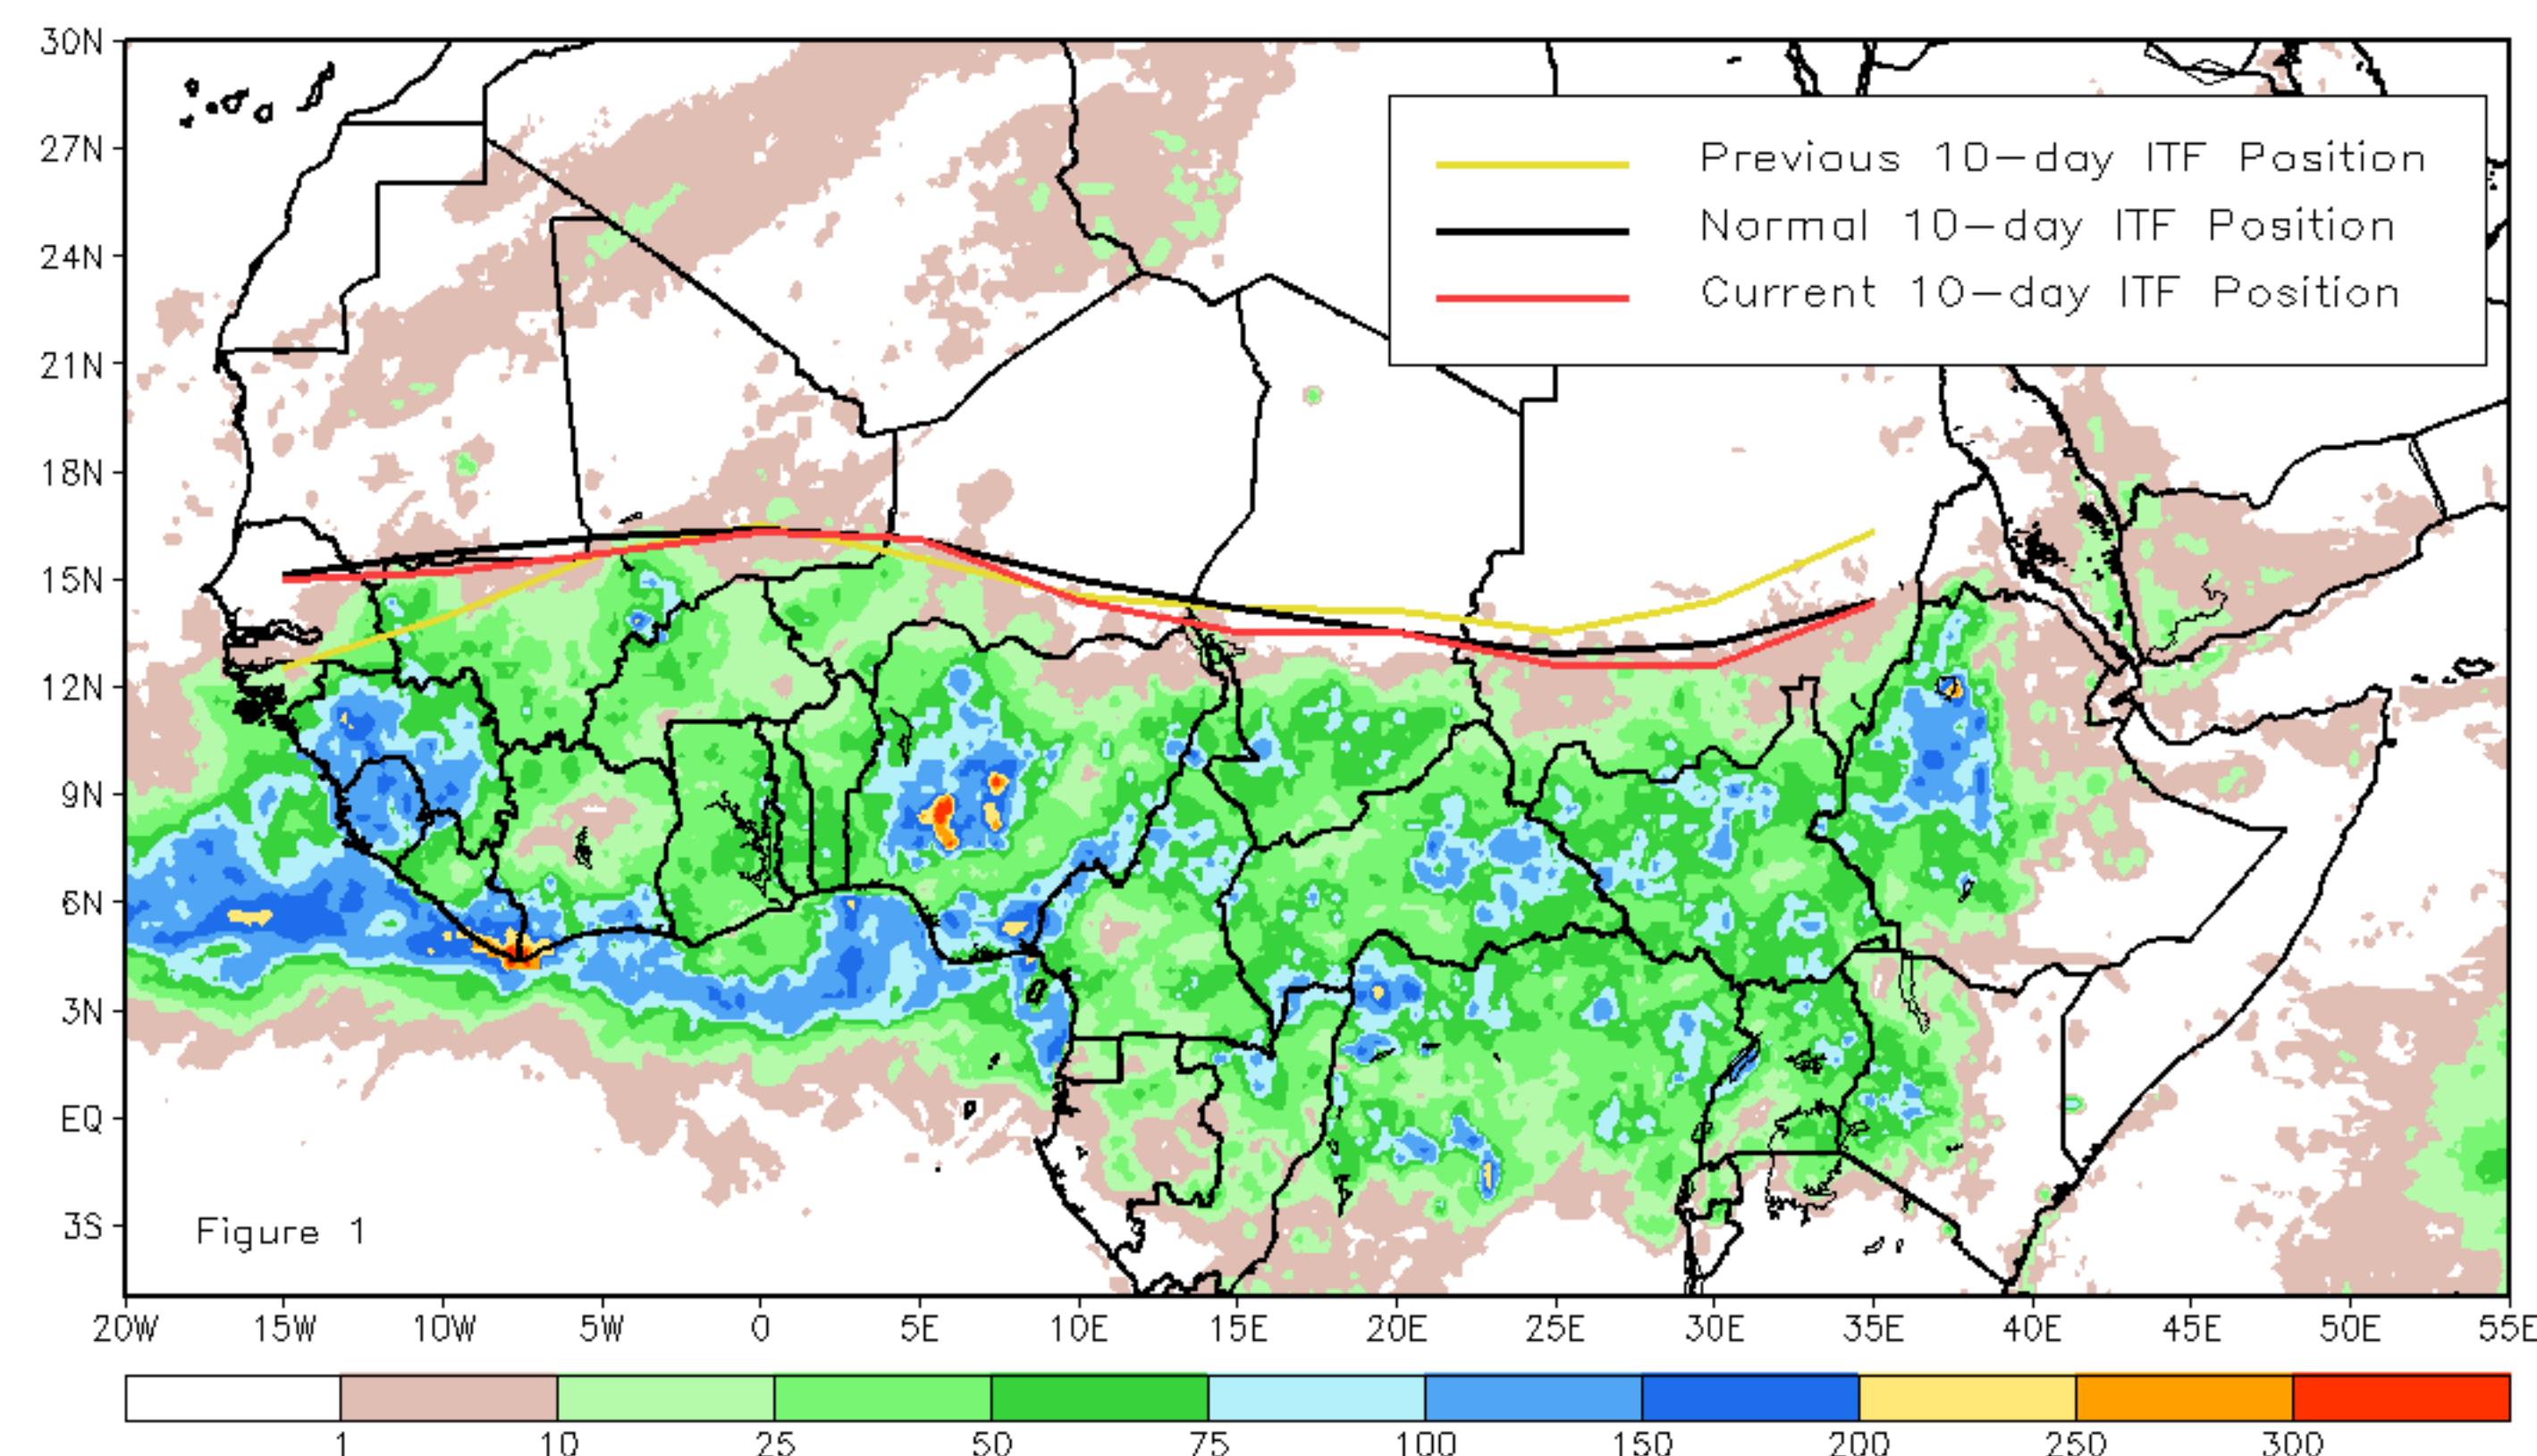 30N
Previous 10-day ITF Position
27N
Normal 10-day ITF Position
24N
Current 10-day ITF Position
21N
18N
15N
12N
9N
6N
3N
EQ
3S
Figure 1
20W 15W 10W 5W 0 5E 10E 15E 20E 25E 30E 35E 40E 45E 50E 55E
1 10 25 50 75 100 150 200 250 300